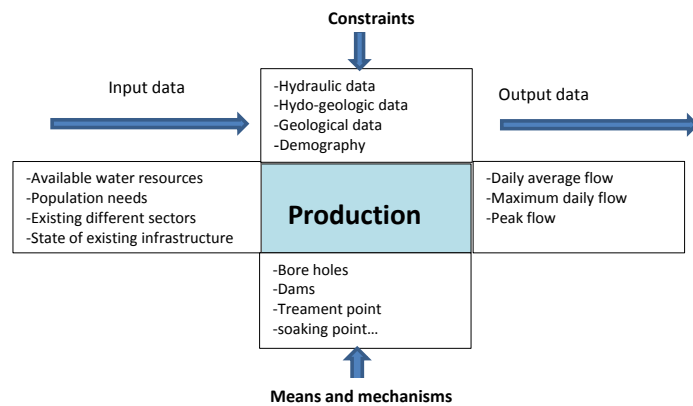 Constraints
Input data
-Hydraulic data
-Hydo-geologic data
-Geological data
-Demography
Output data
-Available water resources
-Population needs
-Existing different sectors
-State of existing infrastructure
Production
-Daily average flow
-Maximum daily flow
-Peak flow
-Bore holes
-Dams
-Treament point
-soaking point...
Means and mechanisms